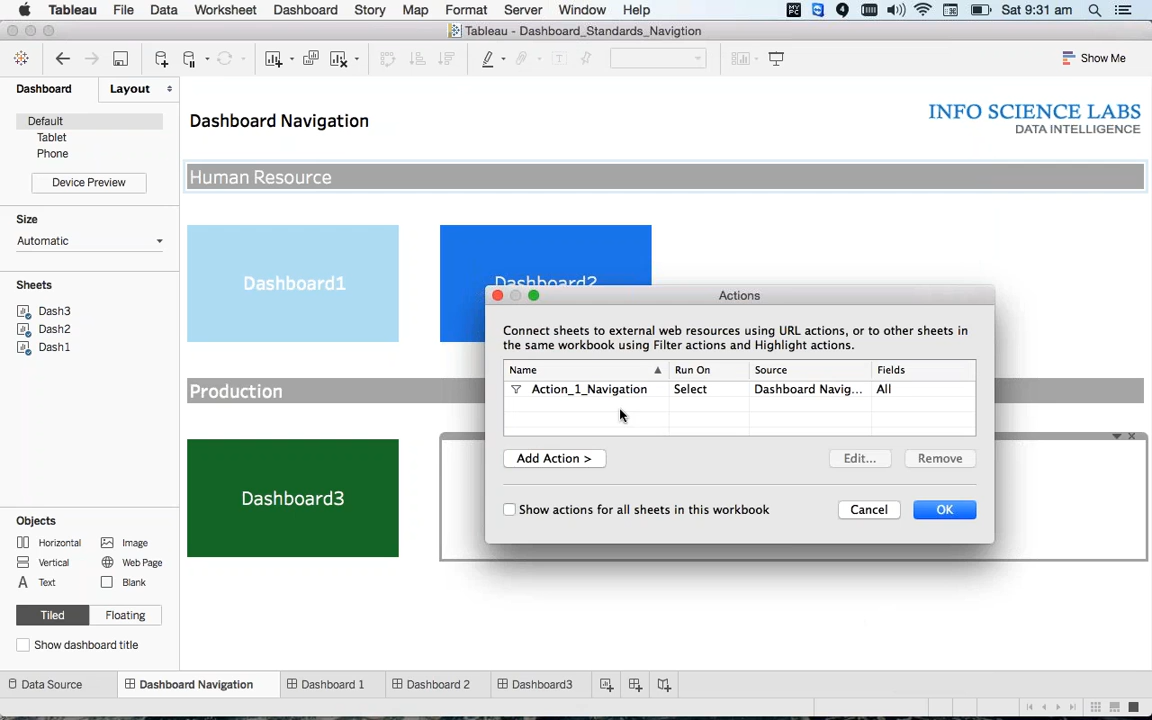 Tableau File Data Worksheet Dashboard Story Map Format Server Window Help Sat 9:31 am
Tableau - Dashboard_Standards_Navigtion
Show Me
Dashboard Layout
Default
Tablet
Phone
Device Preview
Size
Automatic
Sheets
Dash3
Dash2
Dash1
Objects
Horizontal Image
Vertical Web Page
A Text Blank
Tiled Floating
Show dashboard title
Dashboard Navigation
INFO SCIENCE LABS
DATA INTELLIGENCE
Human Resource
Dashboard1 Dashboard2
Production
Dashboard3
Actions
Connect sheets to external web resources using URL actions, or to other sheets in
the same workbook using Filter actions and Highlight actions.
Name Run On Source Fields
Action_1_Navigation Select Dashboard Navig... All
Add Action > Edit... Remove
Show actions for all sheets in this workbook Cancel OK
Data Source Dashboard Navigation Dashboard 1 Dashboard 2 Dashboard3